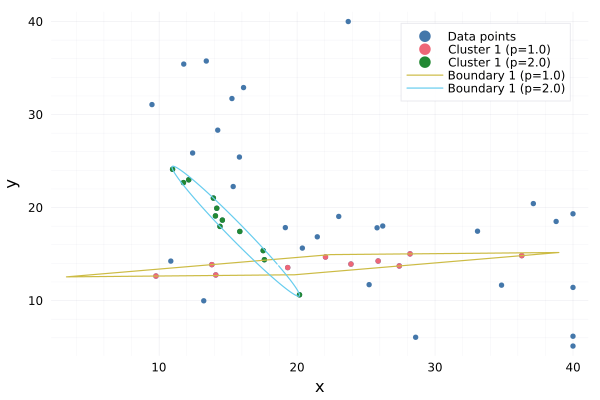 40
30
20
10
y
10
20
30
40
x
Data points
Cluster 1 (p=1.0)
Cluster 1 (p=2.0)
Boundary 1 (p=1.0)
Boundary 1 (p=2.0)